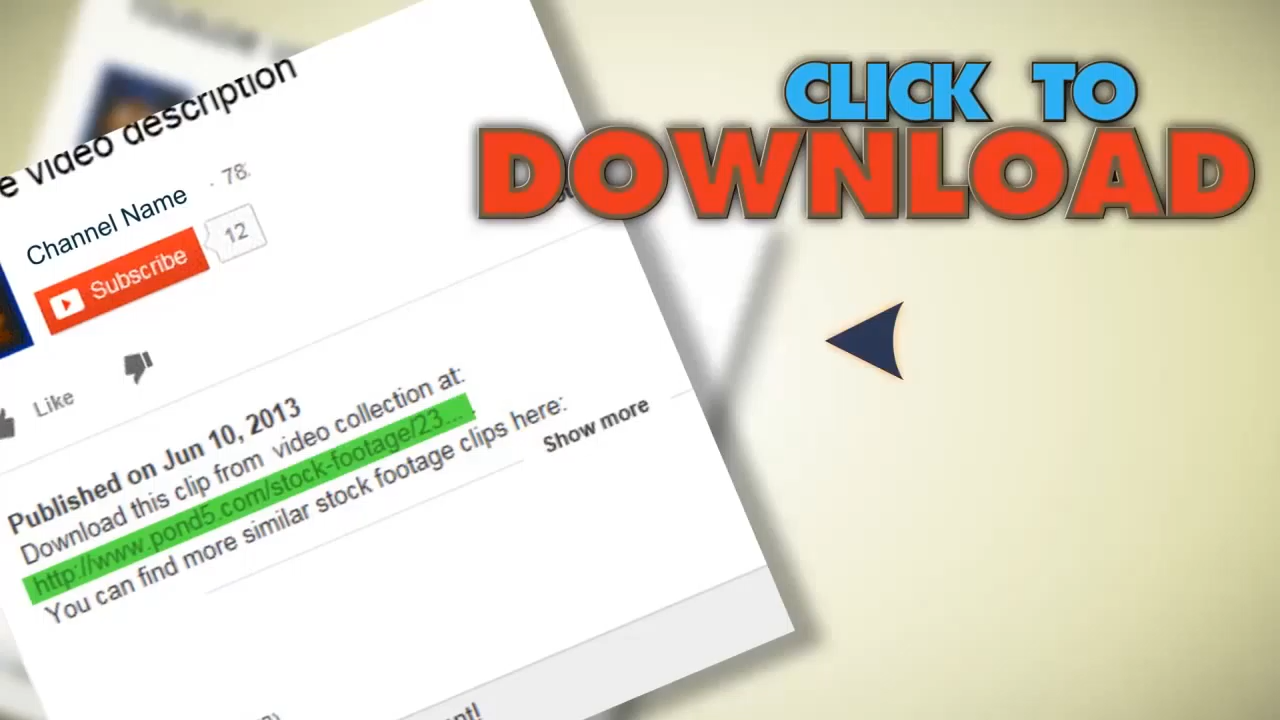 CLICK TO
DOWNLOAD
e video description
Channel Name
78
Subscribe
12
Like
Published on Jun 10, 2013
Download this clip from video collection at:
http://www.pond5.com/stock-footage/23...
You can find more similar stock footage clips here:
Show more